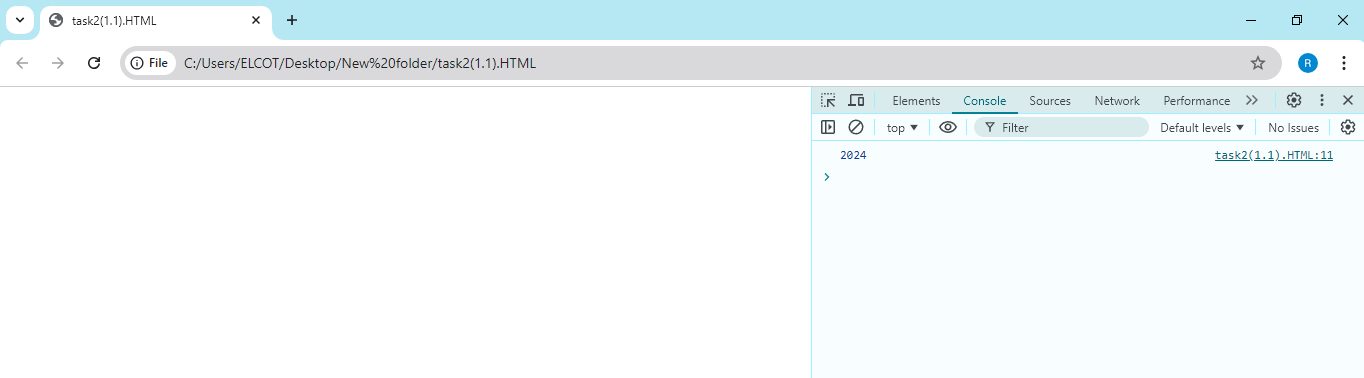 task2(1.1).HTML
File C:/Users/ELCOT/Desktop/New%20folder/task2(1.1).HTML R
Elements Console Sources Network Performance
top Filter Default levels No Issues
2024 task2(1.1).HTML:11